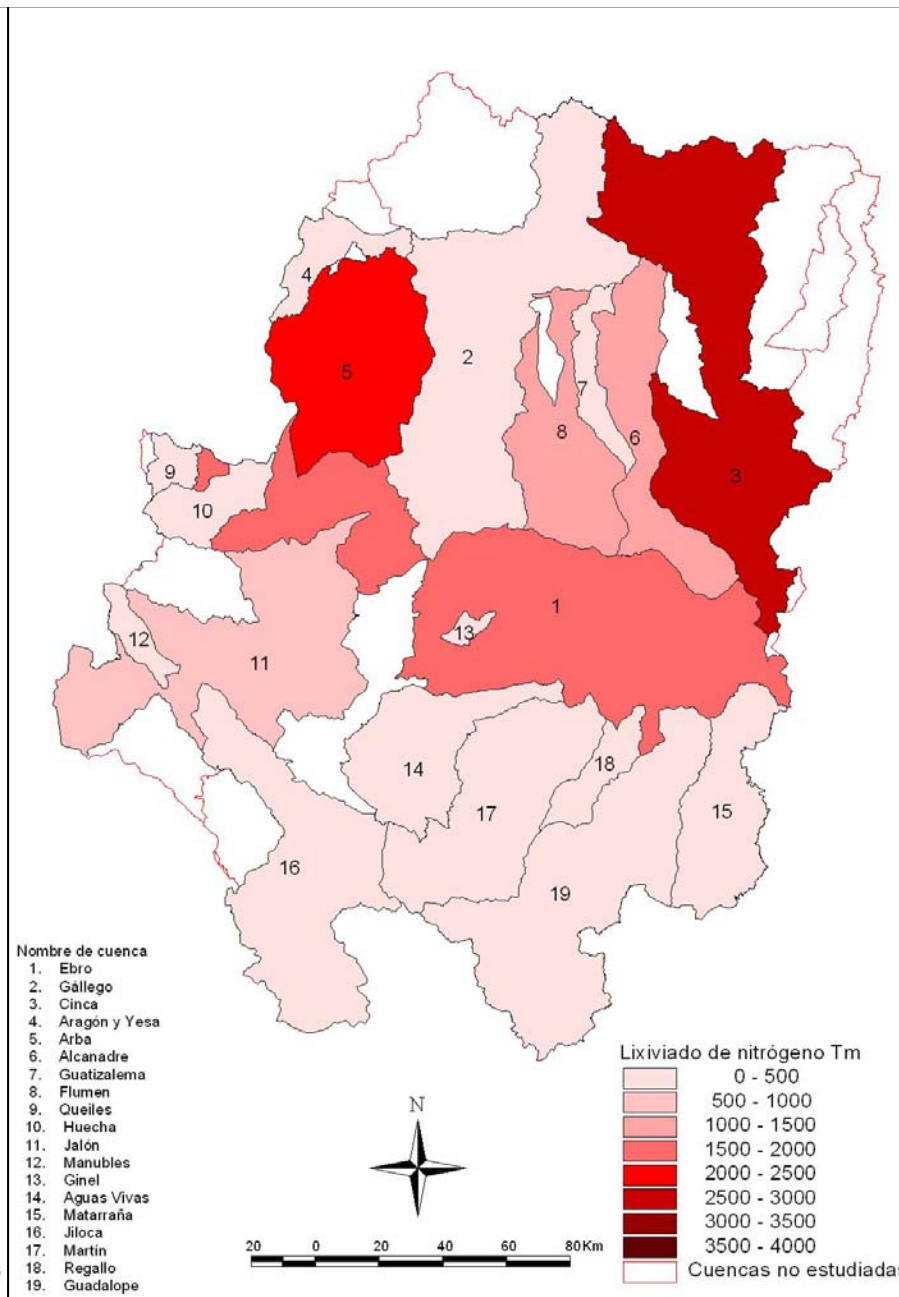 4
5
2
7
8
6
3
9
10
1
13
12
11
14
18
17
15
16
19
Nombre de cuenca
1. Ebro
2. Gállego
3. Cinca
4. Aragón y Yesa
5. Arba
6. Alcanadre
7. Guatizalema
8. Flumen
9. Queiles
10. Huecha
11. Jalón
12. Manubles
13. Ginel
14. Aguas Vivas
15. Matarraña
16. Jiloca
17. Martín
18. Regallo
19. Guadalope
N
20 0 20 40 60 80 Km
Lixiviado de nitrógeno Tm
0 - 500
500 - 1000
1000 - 1500
1500 - 2000
2000 - 2500
2500 - 3000
3000 - 3500
3500 - 4000
Cuencas no estudiadas